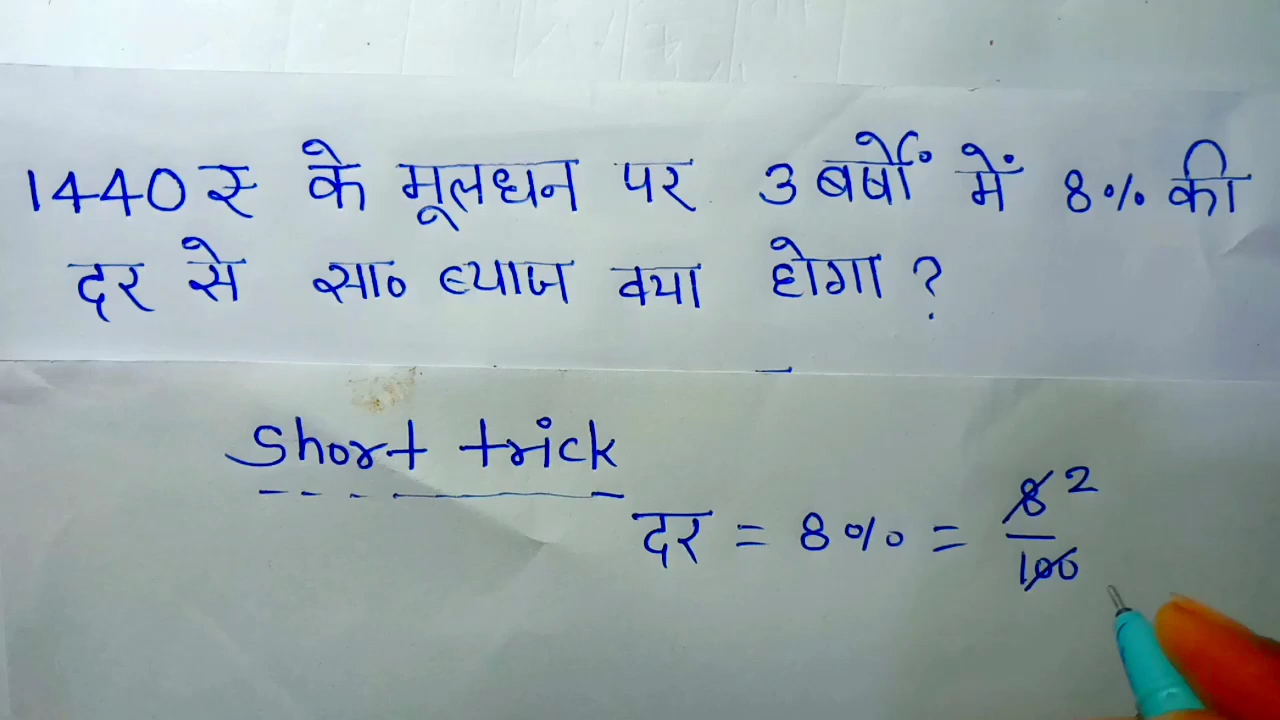 1440रु के मूलधन पर 3 बर्षों में 8% की
दर से सा० ब्याज क्या होगा ?
Short trick
दर = 8% = 8 2 / 100